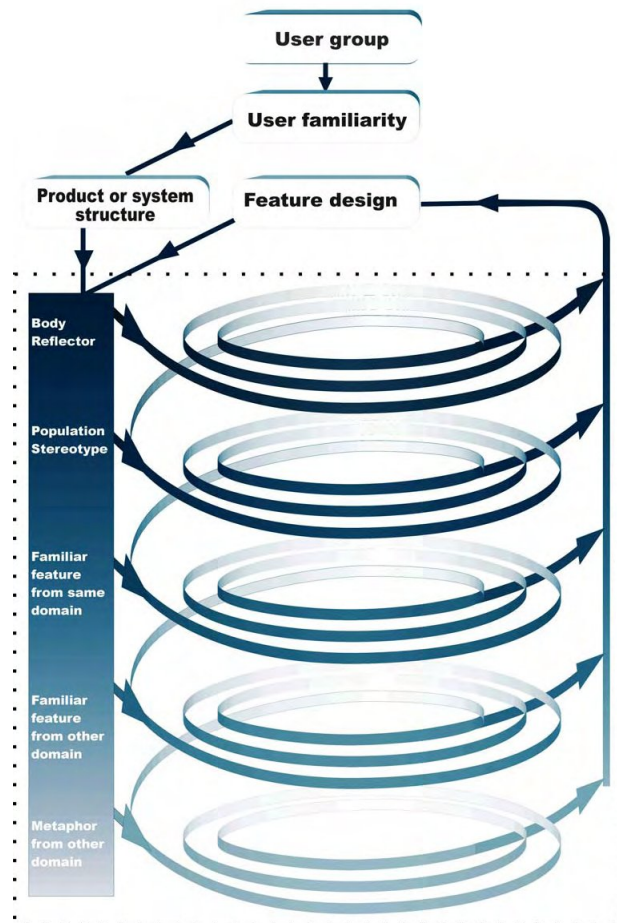 User group
User familiarity
Product or system
structure
Feature design
Body
Reflector
Population
Stereotype
Familiar
feature
from same
domain
Familiar
feature
from other
domain
Metaphor
from other
domain